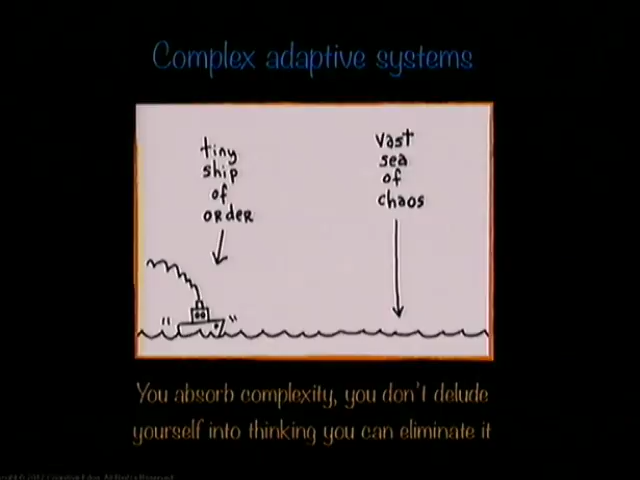 Complex adaptive systems
tiny
ship
of
order
vast
sea
of
chaos
You absorb complexity, you don't delude
yourself into thinking you can eliminate it